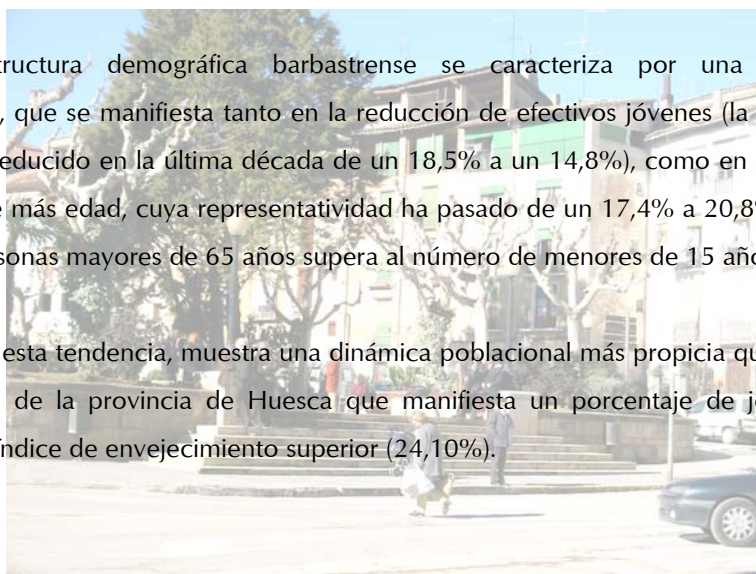 tructura demográfica barbastrense se caracteriza por una
, que se manifiesta tanto en la reducción de efectivos jóvenes (la
educido en la última década de un 18,5% a un 14,8%), como en
e más edad, cuya representatividad ha pasado de un 17,4% a 20,8%
sonas mayores de 65 años supera al número de menores de 15 año
esta tendencia, muestra una dinámica poblacional más propicia qu
de la provincia de Huesca que manifiesta un porcentaje de j
índice de envejecimiento superior (24,10%).